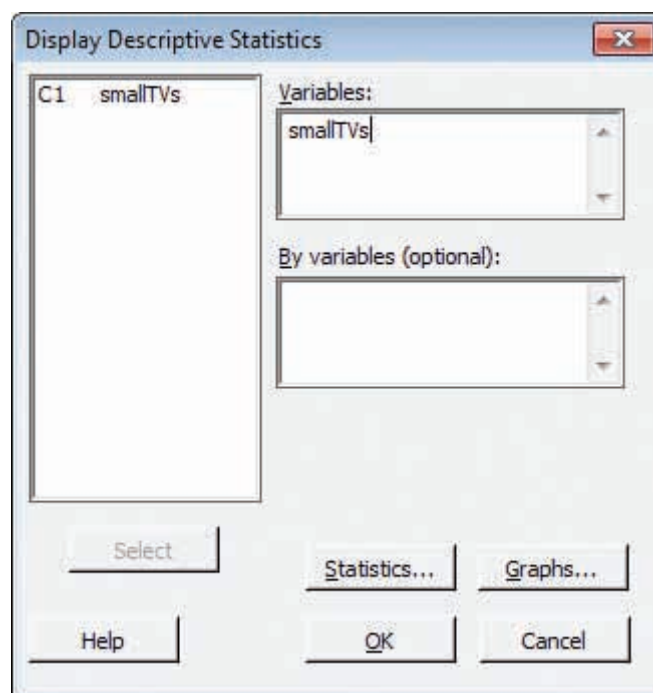 Display Descriptive Statistics
C1 smallTVs
Variables:
smallTVs
By variables (optional):
Select
Statistics...
Graphs...
Help
OK
Cancel